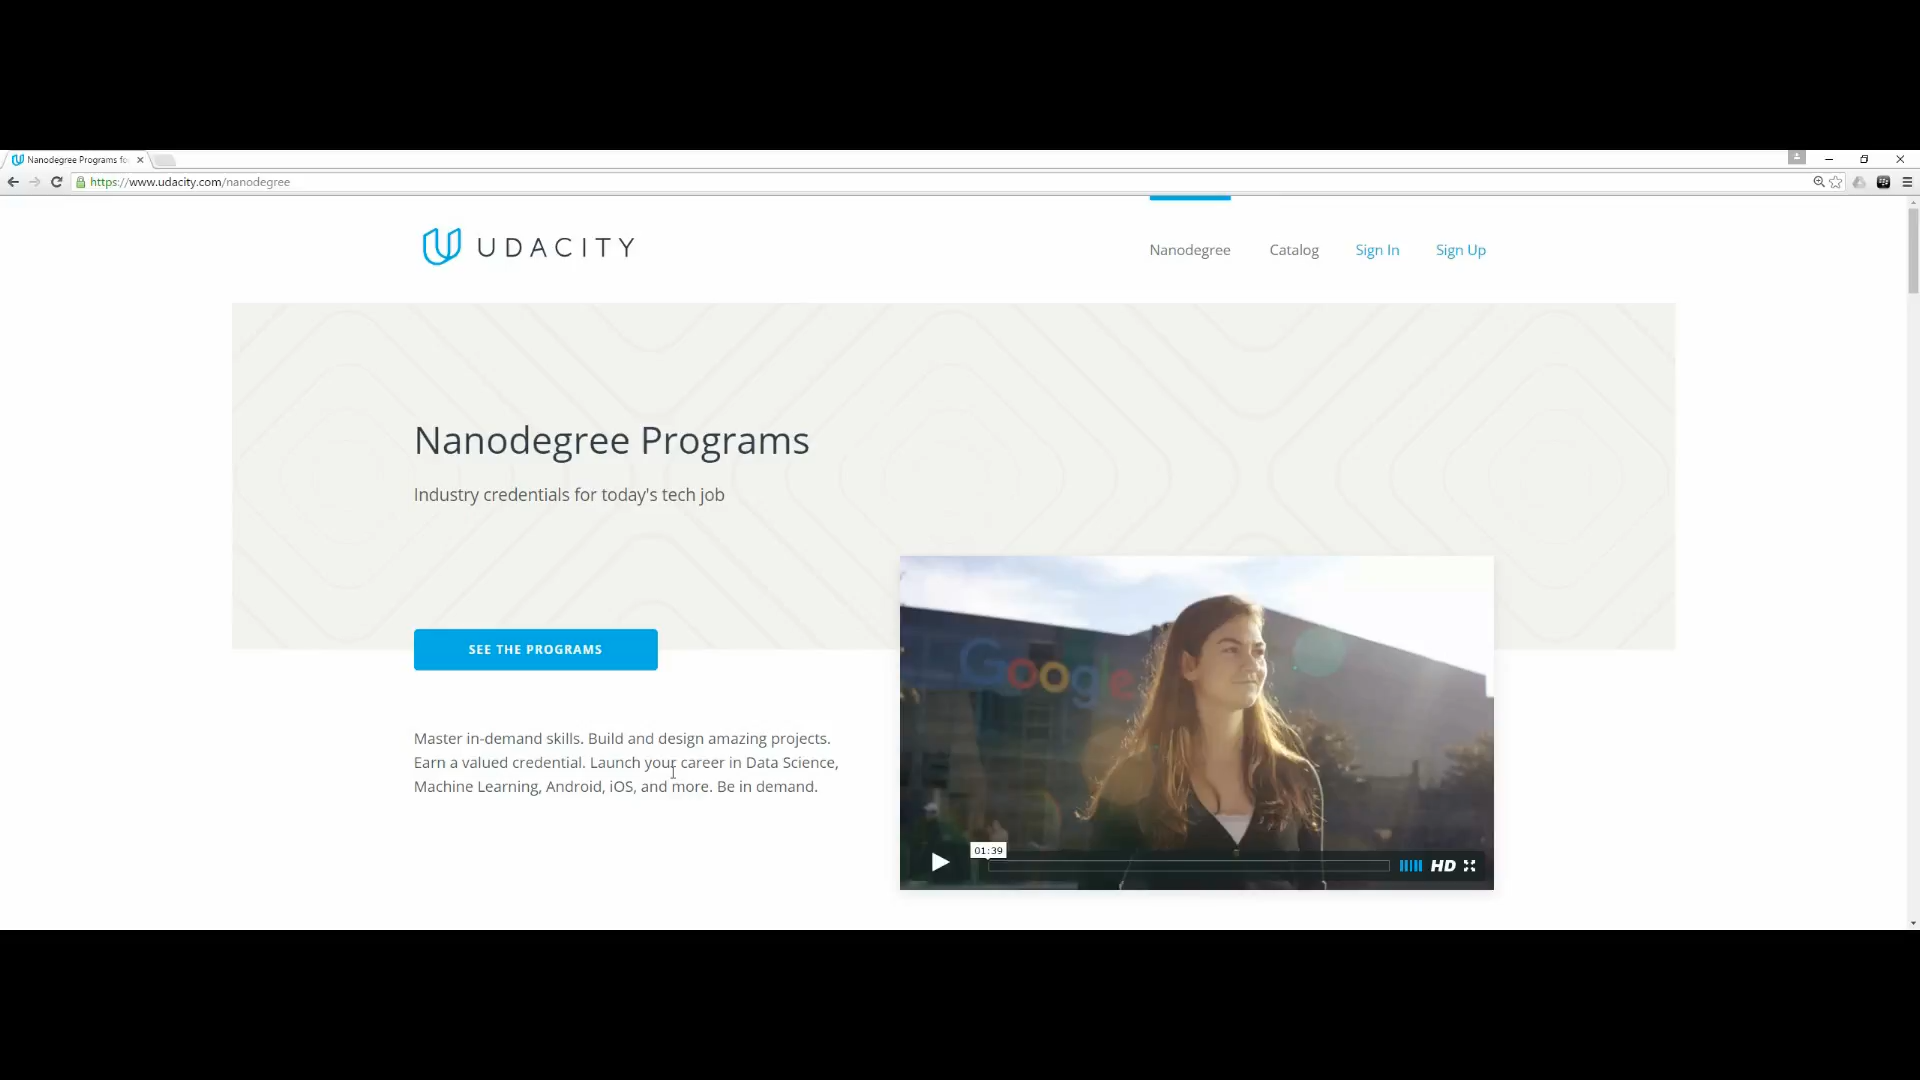 Nanodegree Programs fo
https://www.udacity.com/nanodegree
UDACITY
Nanodegree
Catalog
Sign In
Sign Up
Nanodegree Programs
Industry credentials for today's tech job
SEE THE PROGRAMS
Master in-demand skills. Build and design amazing projects.
Earn a valued credential. Launch your career in Data Science,
Machine Learning, Android, iOS, and more. Be in demand.
Google
01:39
HD